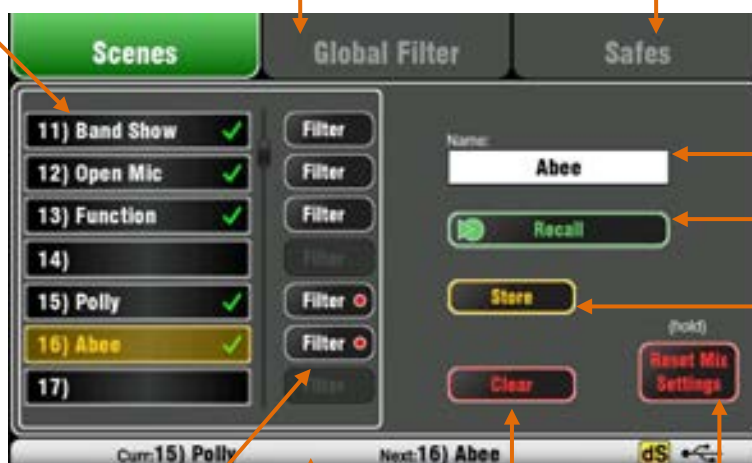 Scenes
Global Filter
Safes
11) Band Show
Filter
Name:
12) Open Mic
Filter
Abee
13) Function
Filter
Recall
14)
Filter
15) Polly
Filter
Store
16) Abee
Filter
(hold)
Reset Mix
Settings
17)
Filter
Clear
Curr:15) Polly
Next:16) Abee
dS